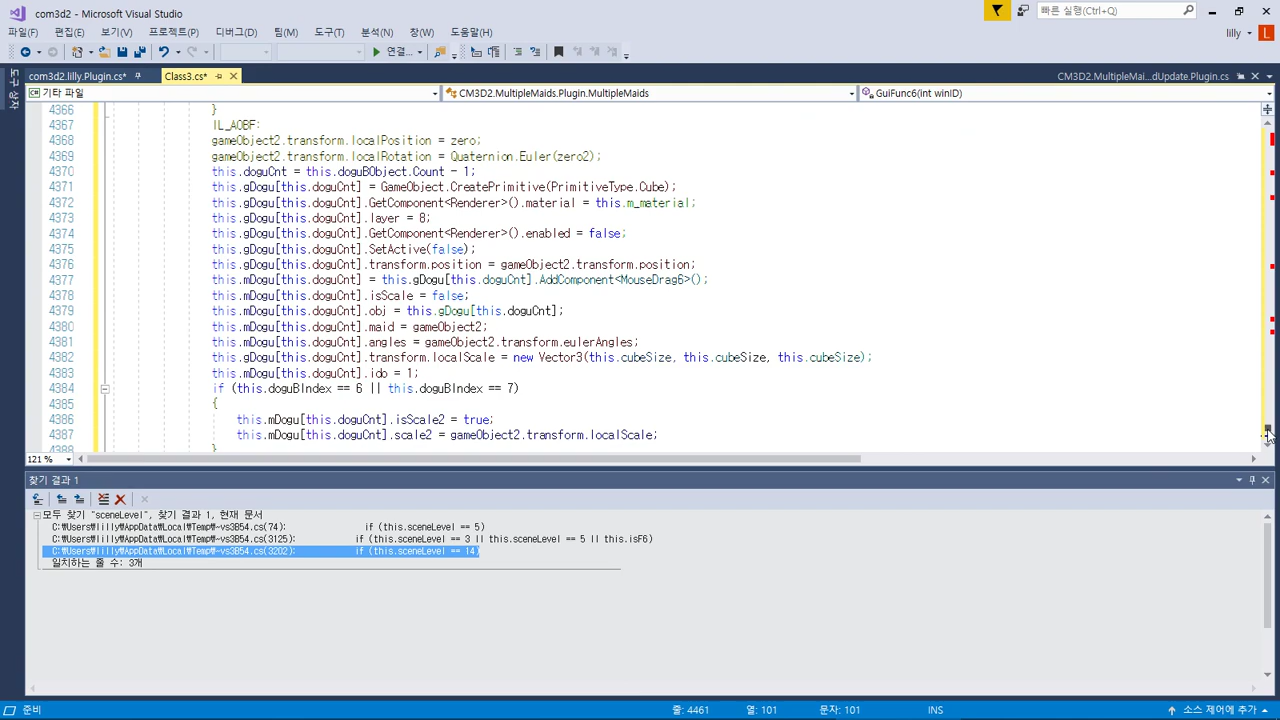 com3d2 - Microsoft Visual Studio
빠른 실행(Ctrl+Q)
파일(F) 편집(E) 보기(V) 프로젝트(P) 디버그(D) 팀(M) 도구(T) 분석(N) 창(W) 도움말(H)
lilly
L
연결...
도구 상자
com3d2.lilly.Plugin.cs* Class3.cs* CM3D2.MultipleMai...dUpdate.Plugin.cs
기타 파일 CM3D2.MultipleMaids.Plugin.MultipleMaids GuiFunc6(int winID)
4366 }
4367 IL_A0BF:
4368 gameObject2.transform.localPosition = zero;
4369 gameObject2.transform.localRotation = Quaternion.Euler(zero2);
4370 this.doguCnt = this.doguBObject.Count - 1;
4371 this.gDogu[this.doguCnt] = GameObject.CreatePrimitive(PrimitiveType.Cube);
4372 this.gDogu[this.doguCnt].GetComponent<Renderer>().material = this.m_material;
4373 this.gDogu[this.doguCnt].layer = 8;
4374 this.gDogu[this.doguCnt].GetComponent<Renderer>().enabled = false;
4375 this.gDogu[this.doguCnt].SetActive(false);
4376 this.gDogu[this.doguCnt].transform.position = gameObject2.transform.position;
4377 this.mDogu[this.doguCnt] = this.gDogu[this.doguCnt].AddComponent<MouseDrag6>();
4378 this.mDogu[this.doguCnt].isScale = false;
4379 this.mDogu[this.doguCnt].obj = this.gDogu[this.doguCnt];
4380 this.mDogu[this.doguCnt].maid = gameObject2;
4381 this.mDogu[this.doguCnt].angles = gameObject2.transform.eulerAngles;
4382 this.gDogu[this.doguCnt].transform.localScale = new Vector3(this.cubeSize, this.cubeSize, this.cubeSize);
4383 this.mDogu[this.doguCnt].ido = 1;
4384 if (this.doguBIndex == 6 || this.doguBIndex == 7)
4385 {
4386 this.mDogu[this.doguCnt].isScale2 = true;
4387 this.mDogu[this.doguCnt].scale2 = gameObject2.transform.localScale;
4388 }
121 %
찾기 결과 1
모두 찾기 "sceneLevel", 찾기 결과 1, 현재 문서
C:\Users\lilly\AppData\Local\Temp\~vs3B54.cs(74): if (this.sceneLevel == 5)
C:\Users\lilly\AppData\Local\Temp\~vs3B54.cs(3125): if (this.sceneLevel == 3 || this.sceneLevel == 5 || this.isF6)
C:\Users\lilly\AppData\Local\Temp\~vs3B54.cs(3202): if (this.sceneLevel == 14)
일치하는 줄 수: 3개
준비 줄: 4461 열: 101 문자: 101 INS 소스 제어에 추가